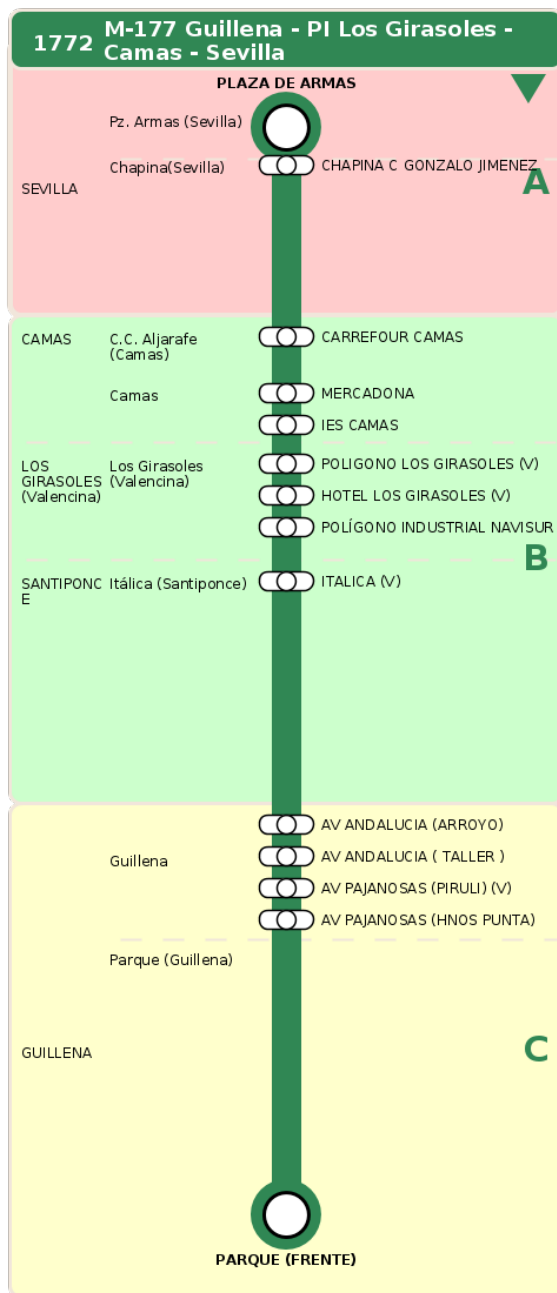 1772
M-177 Guillena - PI Los Girasoles -
Camas - Sevilla
PLAZA DE ARMAS
Pz. Armas (Sevilla)
Chapina(Sevilla)
CHAPINA C GONZALO JIMENEZ
A
SEVILLA
CAMAS
C.C. Aljarafe
(Camas)
CARREFOUR CAMAS
Camas
MERCADONA
IES CAMAS
LOS
GIRASOLES
(Valencina)
Los Girasoles
(Valencina)
POLIGONO LOS GIRASOLES (V)
HOTEL LOS GIRASOLES (V)
POLÍGONO INDUSTRIAL NAVISUR
B
SANTIPONC
E
Itálica (Santiponce)
ITALICA (V)
AV ANDALUCIA (ARROYO)
Guillena
AV ANDALUCIA ( TALLER )
AV PAJANOSAS (PIRULI) (V)
AV PAJANOSAS (HNOS PUNTA)
Parque (Guillena)
GUILLENA
C
PARQUE (FRENTE)